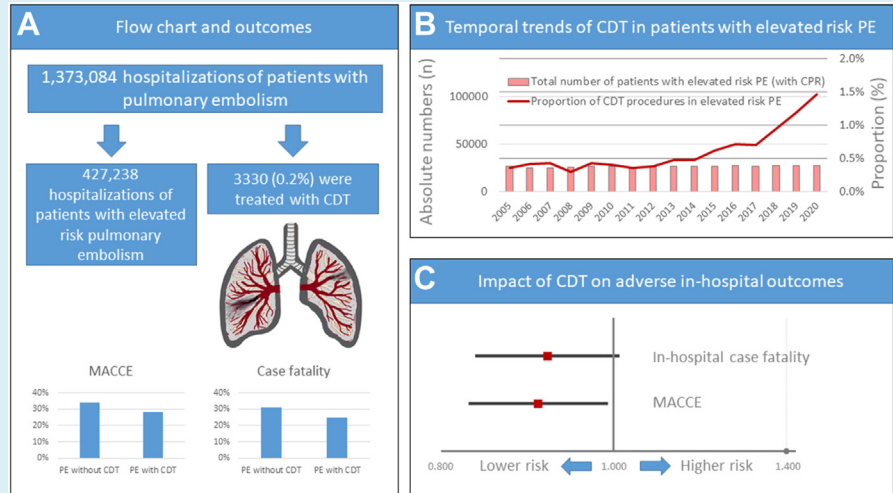 A
Flow chart and outcomes
1,373,084 hospitalizations of patients with
pulmonary embolism
427,238
hospitalizations of
patients with elevated
risk pulmonary
embolism
3330 (0.2%) were
treated with CDT
MACCE
40%
30%
20%
10%
0%
PE without CDT
PE with CDT
Case fatality
40%
30%
20%
10%
0%
PE without CDT
PE with CDT
B
Temporal trends of CDT in patients with elevated risk PE
Absolute numbers (n)
100000
50000
0
Total number of patients with elevated risk PE (with CPR)
Proportion of CDT procedures in elevated risk PE
2.0%
1.5%
1.0%
0.5%
0.0%
Proportion (%)
2005
2006
2007
2008
2009
2010
2011
2012
2013
2014
2015
2016
2017
2018
2019
2020
C
Impact of CDT on adverse in-hospital outcomes
In-hospital case fatality
MACCE
0.800
Lower risk
1.000
Higher risk
1.400